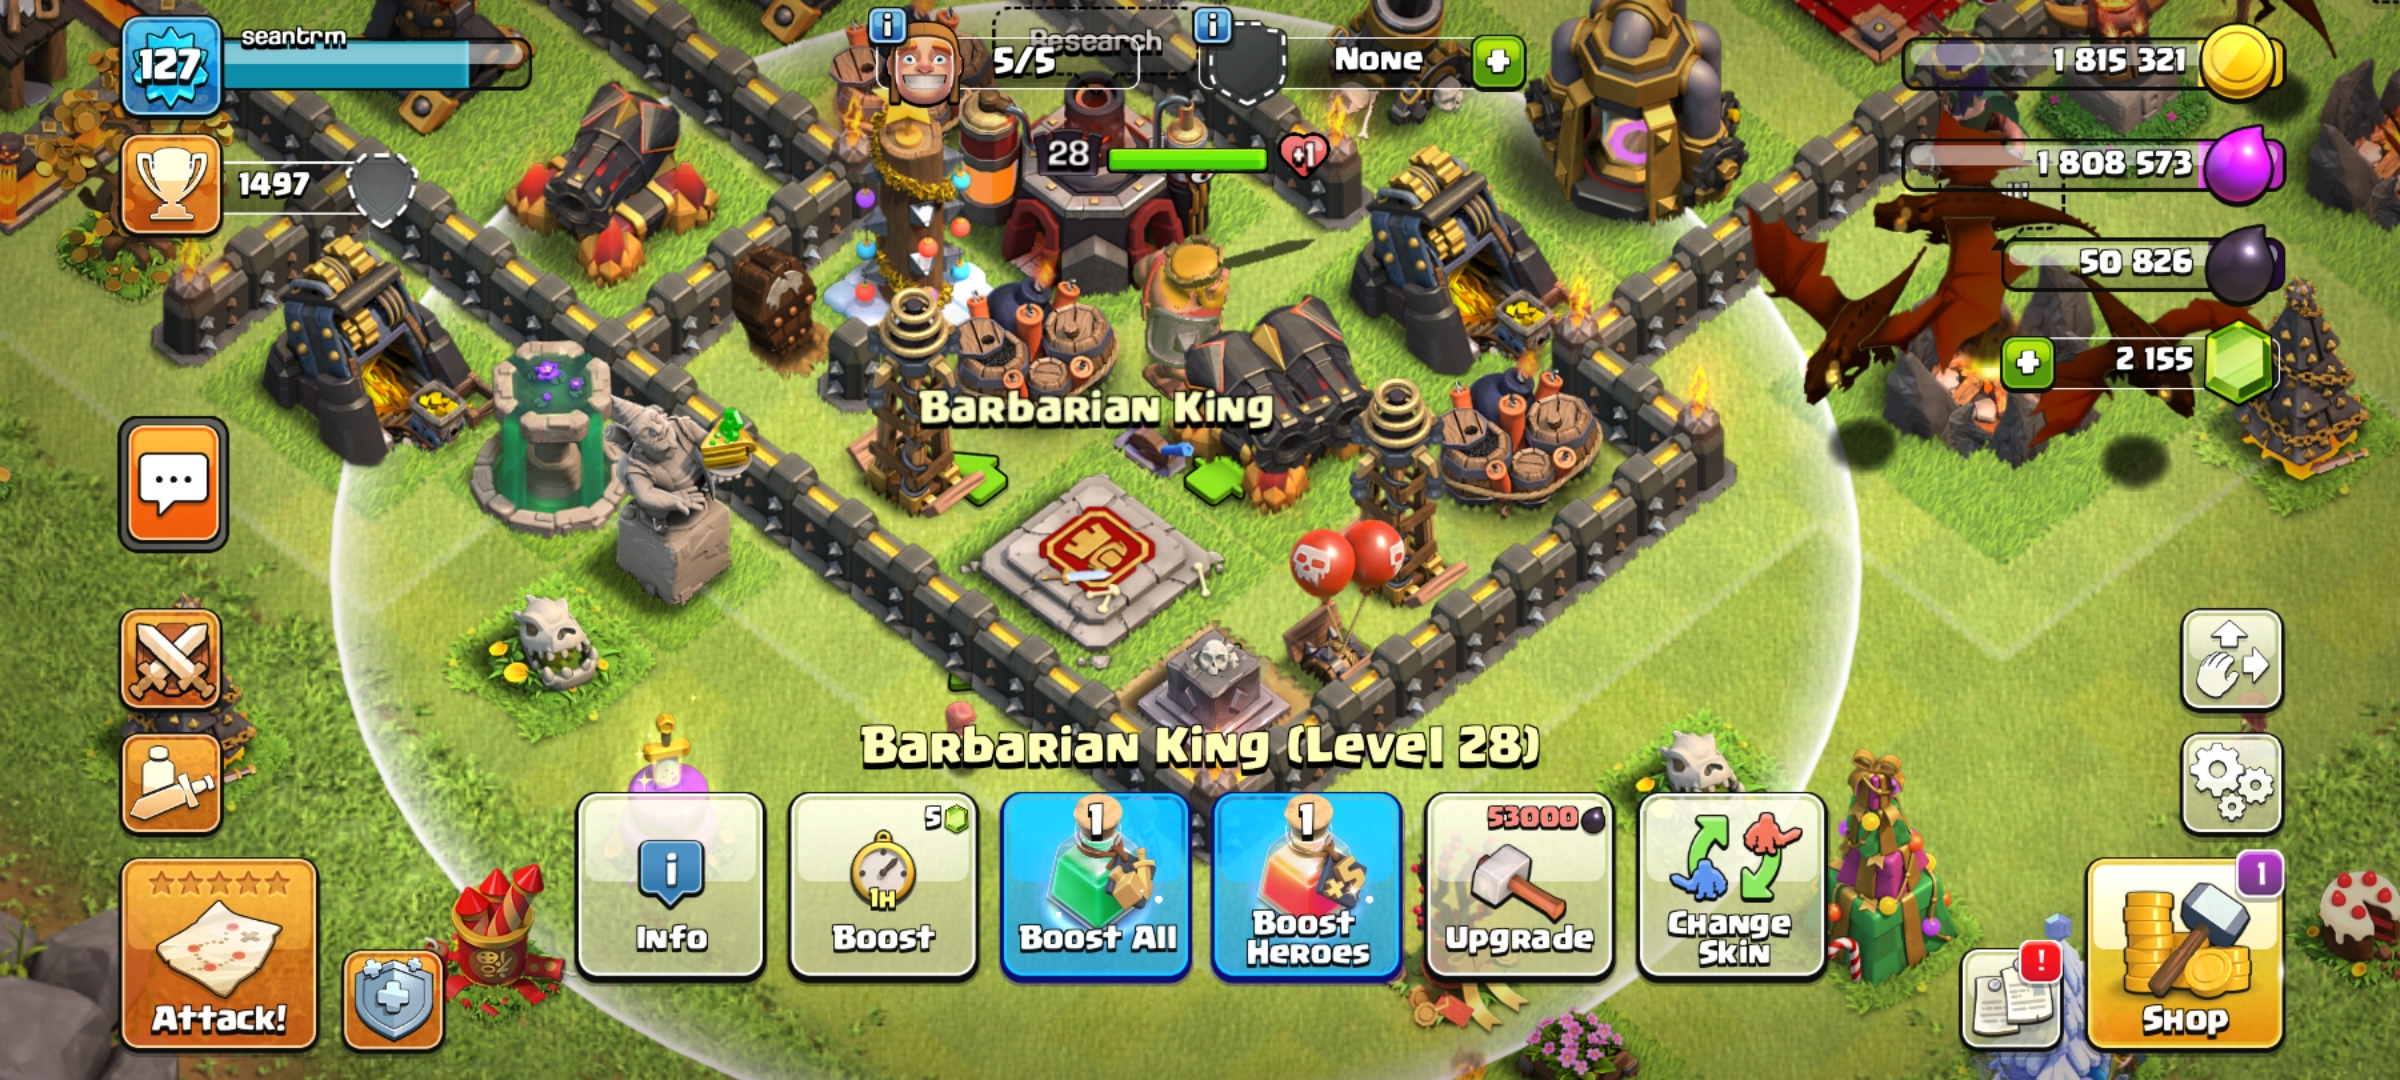 127
seantrm
Research
5/5
None
1 815 321
1497
28
+1
1 808 573
50 826
2 155
Barbarian King
Barbarian King (Level 28)
Info
5
1H
Boost
1
Boost All
1
+5
Boost
Heroes
53000
Upgrade
Change
Skin
Attack!
!
1
Shop